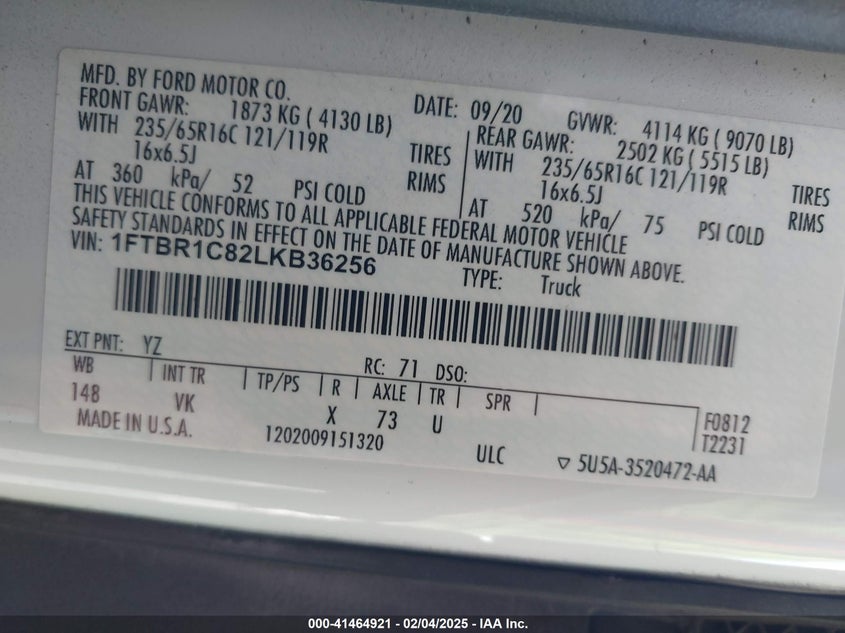 MFD. BY FORD MOTOR CO.
DATE: 09/20 GVWR: 4114 KG ( 9070 LB)
FRONT GAWR: 1873 KG ( 4130 LB)
WITH 235/65R16C 121/119R TIRES
16x6.5J RIMS
AT 360 kPa/ 52 PSI COLD
REAR GAWR: 2502 KG ( 5515 LB)
WITH 235/65R16C 121/119R TIRES
16x6.5J RIMS
AT 520 kPa/ 75 PSI COLD
THIS VEHICLE CONFORMS TO ALL APPLICABLE FEDERAL MOTOR VEHICLE
SAFETY STANDARDS IN EFFECT ON THE DATE OF MANUFACTURE SHOWN ABOVE.
VIN: 1FTBR1C82LKB36256 TYPE: Truck
EXT PNT: YZ RC: 71 DSO:
WB INT TR TP/PS R AXLE TR SPR
148 VK X 73 U
F0812
T2231
MADE IN U.S.A. 1202009151320 ULC ▽ 5U5A-3520472-AA
000-41464921 - 02/04/2025 - IAA Inc.